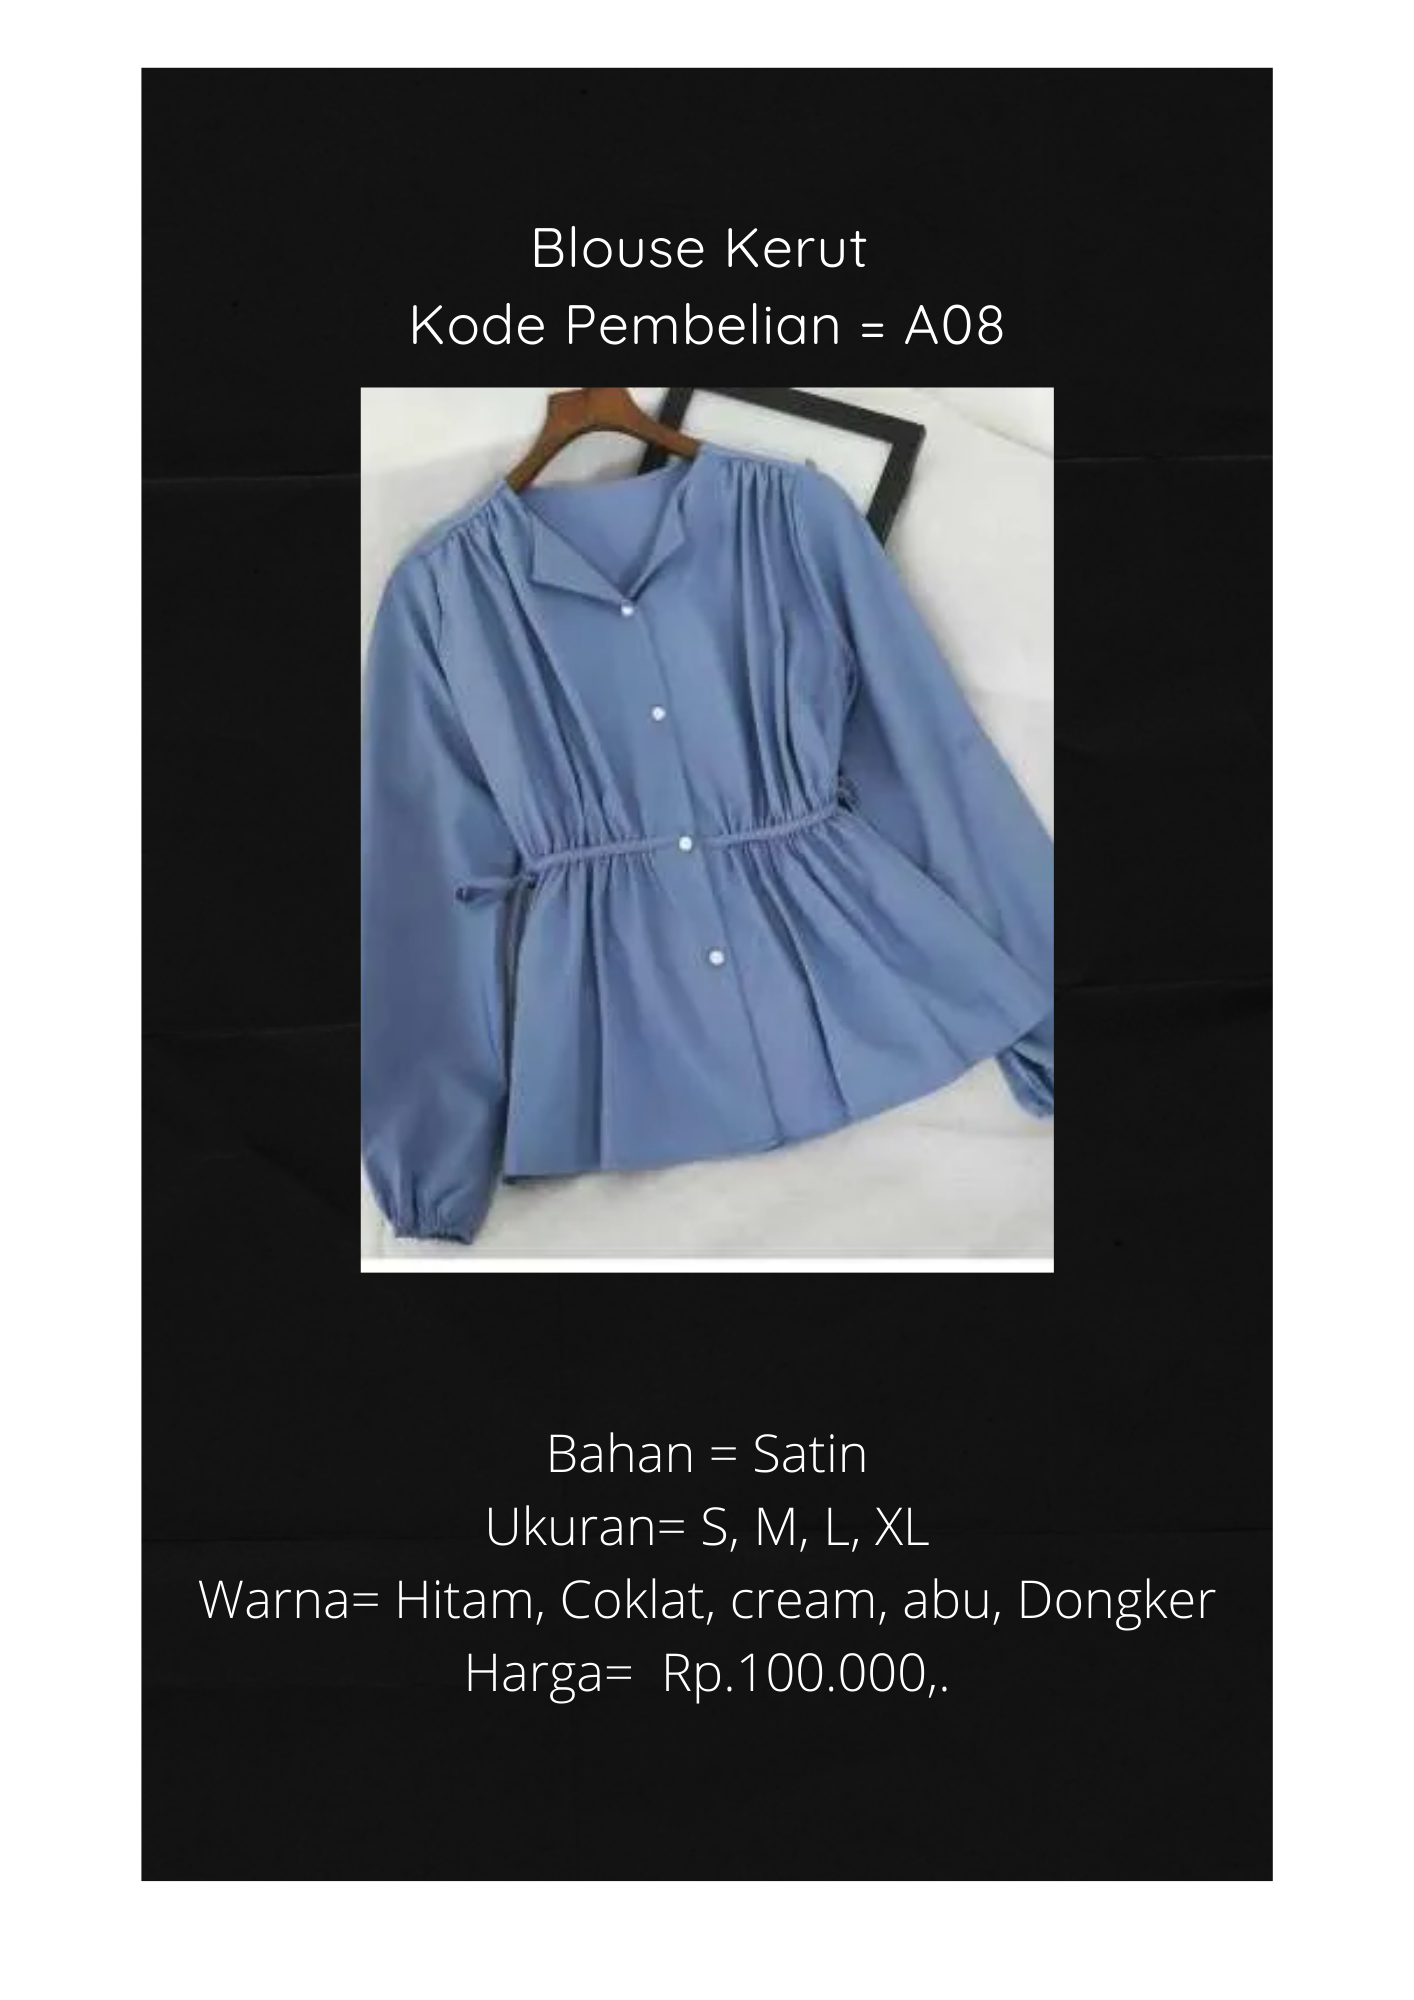 Blouse Kerut
Kode Pembelian = A08
Bahan = Satin
Ukuran= S, M, L, XL
Warna= Hitam, Coklat, cream, abu, Dongker
Harga=  Rp.100.000,.